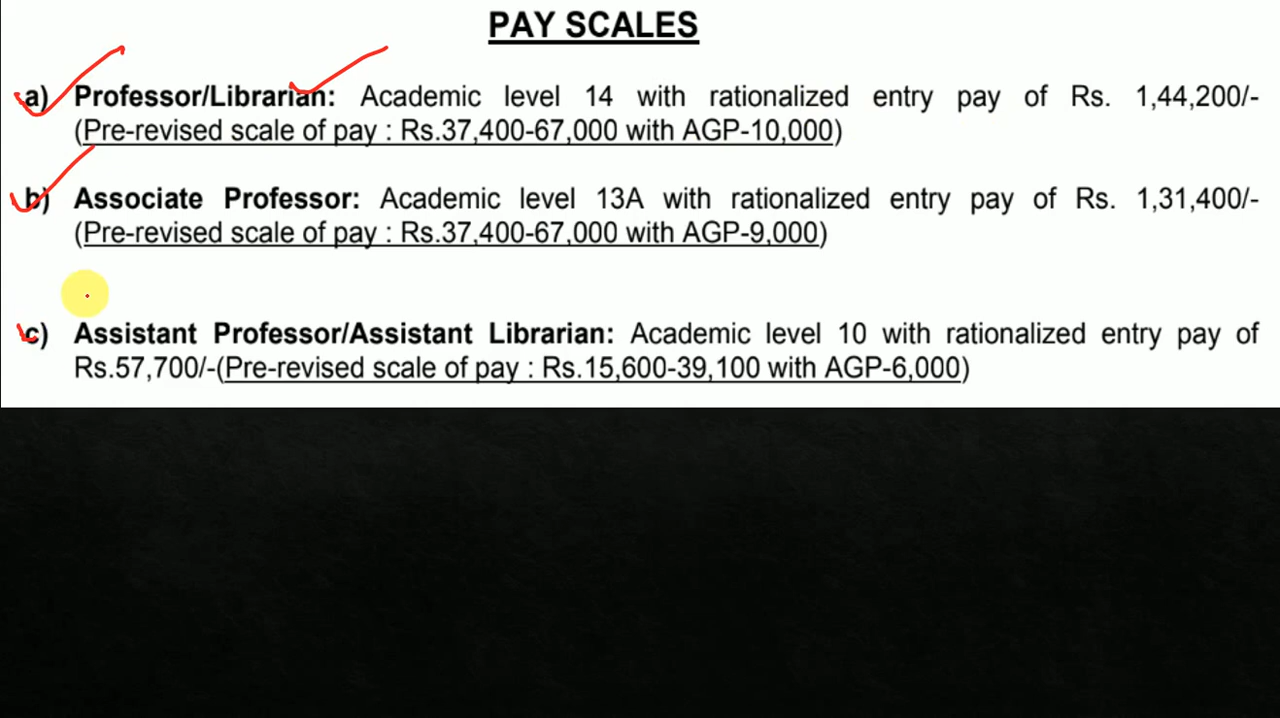 PAY SCALES
a) Professor/Librarian: Academic level 14 with rationalized entry pay of Rs. 1,44,200/-
(Pre-revised scale of pay : Rs.37,400-67,000 with AGP-10,000)
b) Associate Professor: Academic level 13A with rationalized entry pay of Rs. 1,31,400/-
(Pre-revised scale of pay : Rs.37,400-67,000 with AGP-9,000)
c) Assistant Professor/Assistant Librarian: Academic level 10 with rationalized entry pay of
Rs.57,700/-(Pre-revised scale of pay : Rs.15,600-39,100 with AGP-6,000)